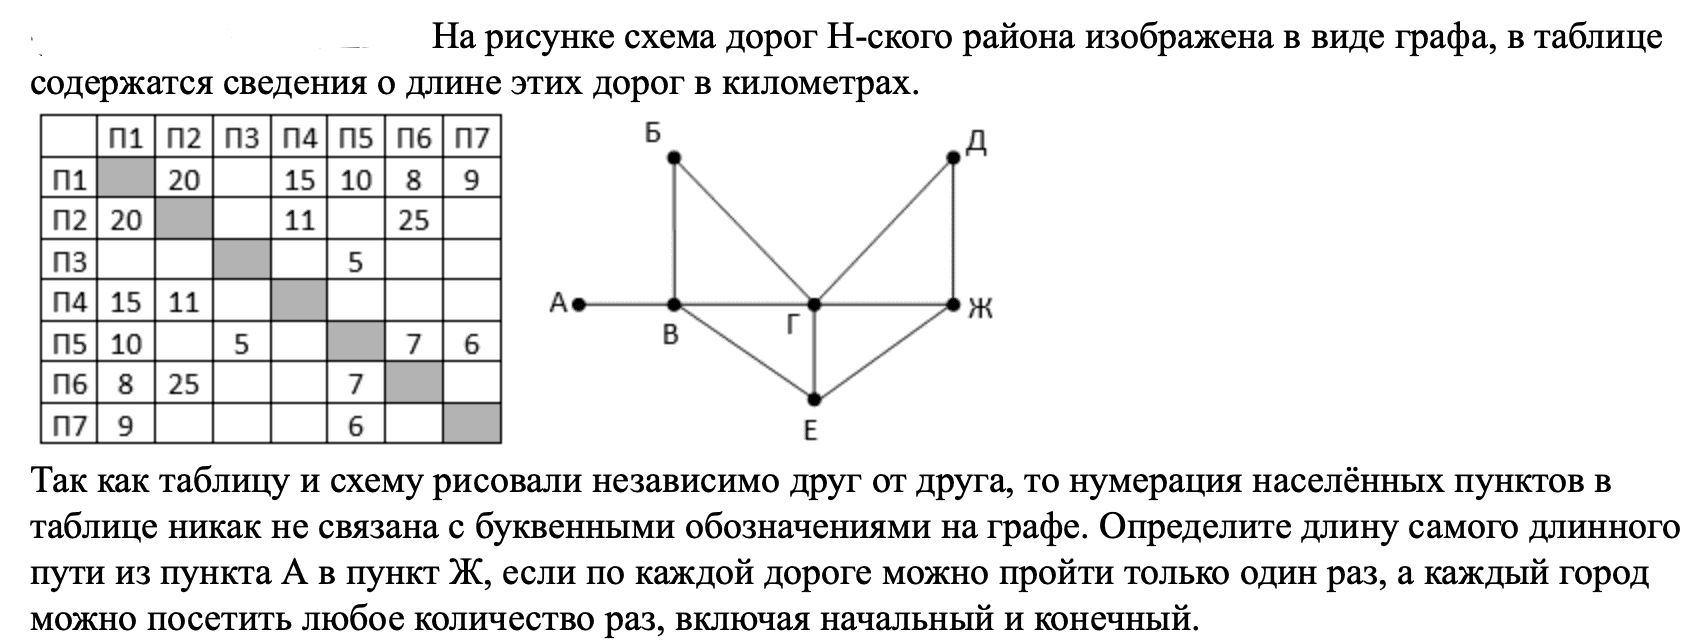 На рисунке схема дорог Н-ского района изображена в виде графа, в таблице
содержатся сведения о длине этих дорог в километрах.
П1 П2 П3 П4 П5 П6 П7
П1 20 15 10 8 9
П2 20 11 25
П3 5
П4 15 11
П5 10 5 7 6
П6 8 25 7
П7 9 6
Б Д
А В Г Ж
Е
Так как таблицу и схему рисовали независимо друг от друга, то нумерация населённых пунктов в
таблице никак не связана с буквенными обозначениями на графе. Определите длину самого длинного
пути из пункта А в пункт Ж, если по каждой дороге можно пройти только один раз, а каждый город
можно посетить любое количество раз, включая начальный и конечный.